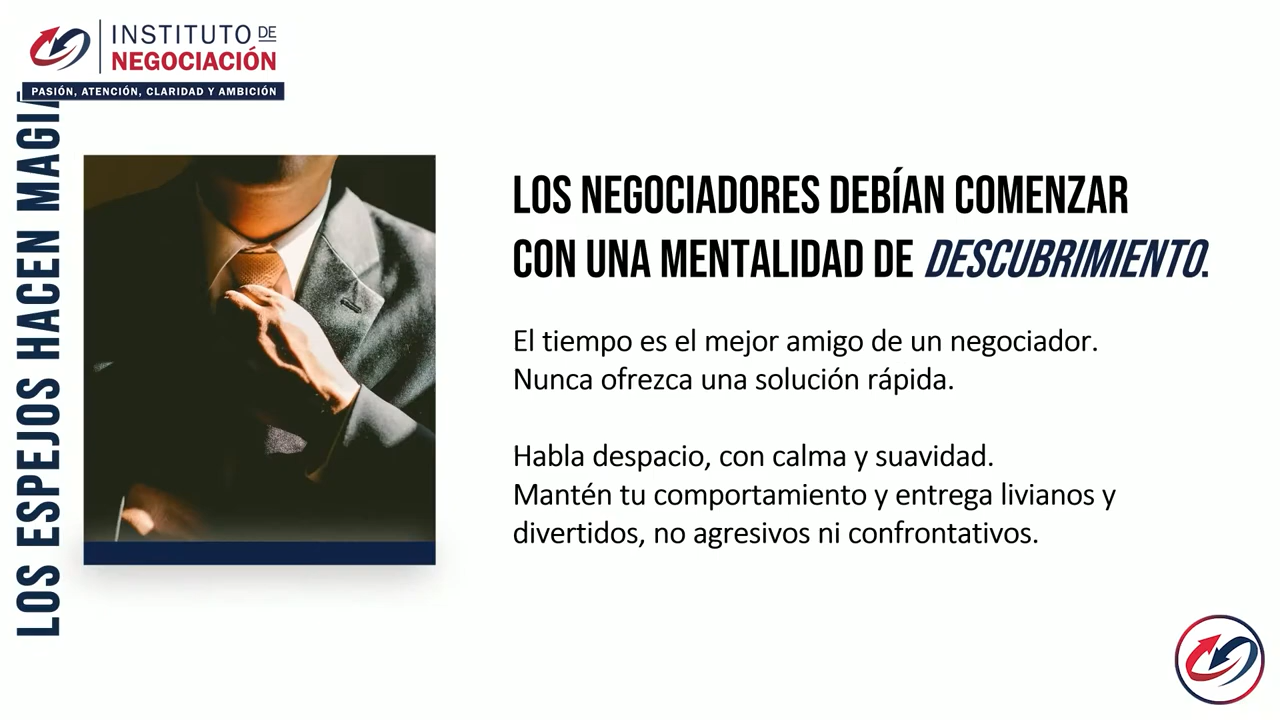 INSTITUTO DE
NEGOCIACIÓN
PASIÓN, ATENCIÓN, CLARIDAD Y AMBICIÓN
LOS ESPEJOS HACEN MAGIA
LOS NEGOCIADORES DEBÍAN COMENZAR
CON UNA MENTALIDAD DE DESCUBRIMIENTO.
El tiempo es el mejor amigo de un negociador.
Nunca ofrezca una solución rápida.
Habla despacio, con calma y suavidad.
Mantén tu comportamiento y entrega livianos y
divertidos, no agresivos ni confrontativos.